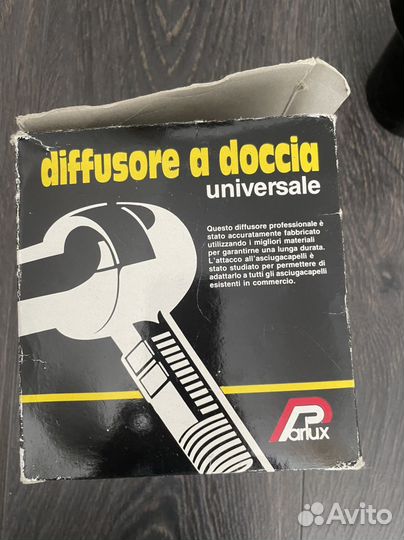 diffusore a doccia
universale
Questo diffusore professionale è
stato accuratamente fabbricato
utilizzando i migliori materiali
per garantirne una lunga durata.
L'attacco all'asciugacapelli è
stato studiato per permettere di
adattarlo a tutti gli asciugacapelli
esistenti in commercio.
Parlux
Avito